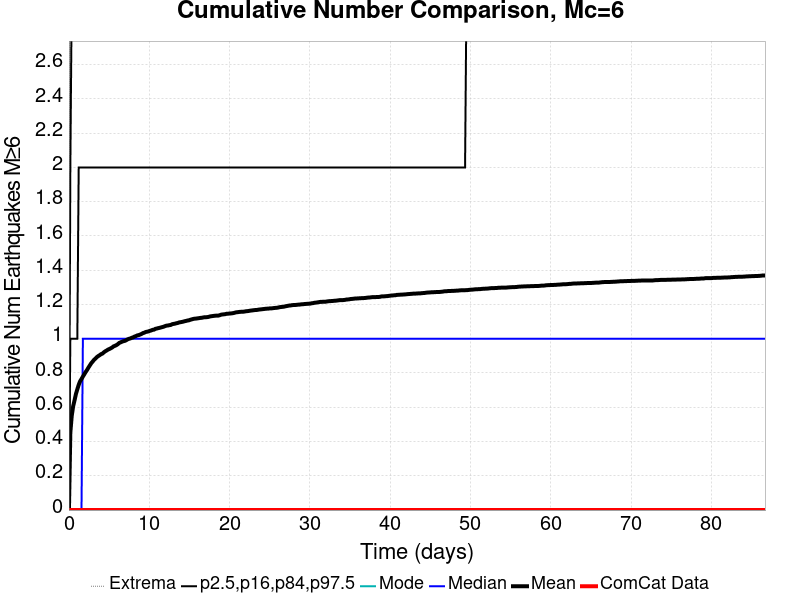 Cumulative Number Comparison, Mc=6
Cumulative Num Earthquakes M≥6
2.6
2.4
2.2
2
1.8
1.6
1.4
1.2
1
0.8
0.6
0.4
0.2
0
0 10 20 30 40 50 60 70 80
Time (days)
Extrema p2.5,p16,p84,p97.5 Mode Median Mean ComCat Data